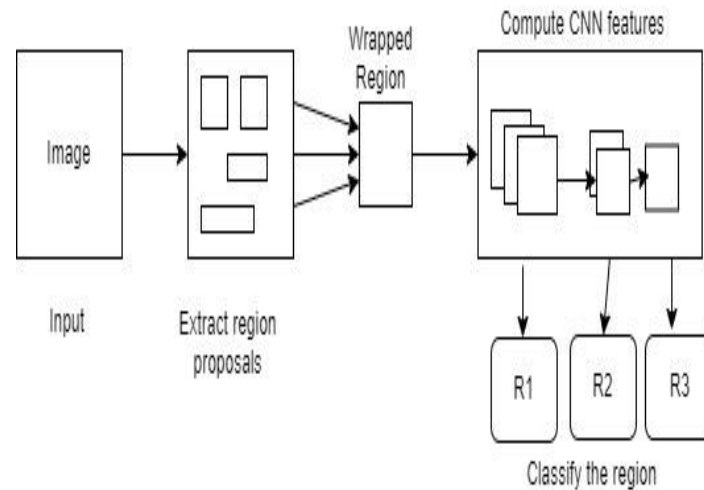 Compute CNN features
Wrapped
Region
Image
Input
Extract region
proposals
R1
R2
R3
Classify the region